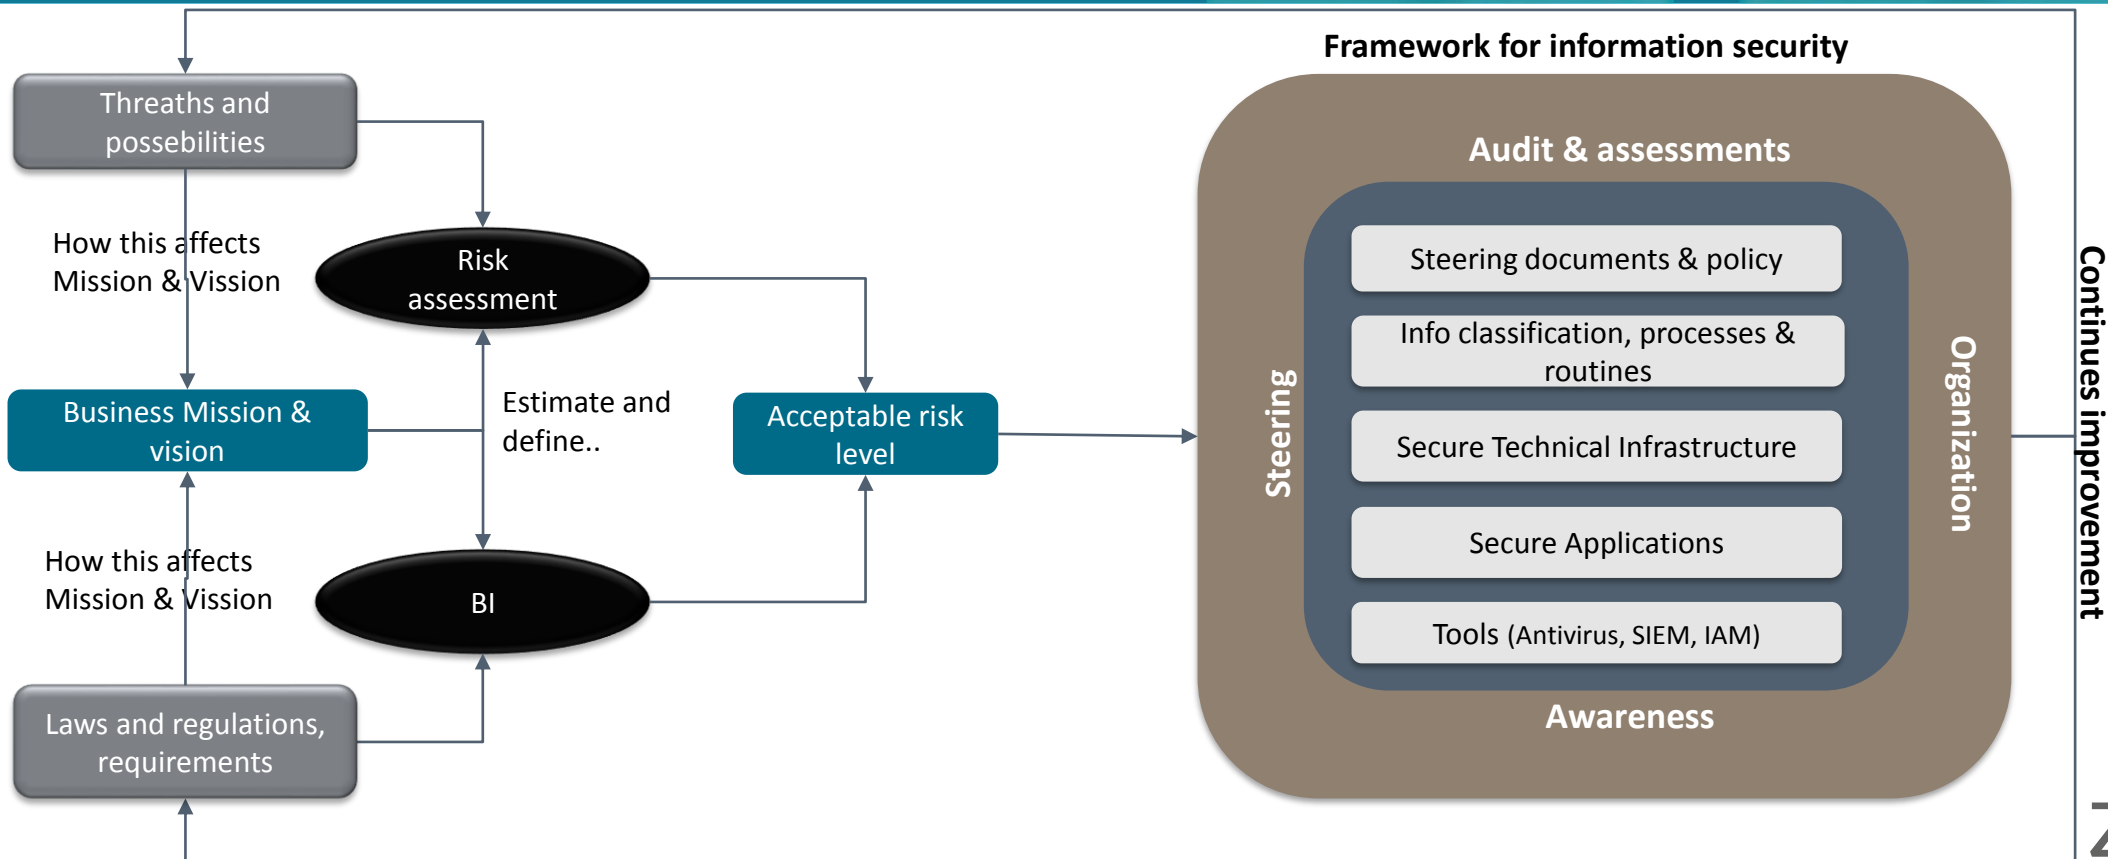 Framework for information security
Threaths and
possebilities
How this affects
Mission & Vission
Risk
assessment
Business Mission &
vision
Estimate and
define..
Acceptable risk
level
How this affects
Mission & Vission
BI
Laws and regulations,
requirements
Audit & assessments
Steering
Steering documents & policy
Info classification, processes &
routines
Secure Technical Infrastructure
Secure Applications
Tools (Antivirus, SIEM, IAM)
Organization
Awareness
Continues improvement